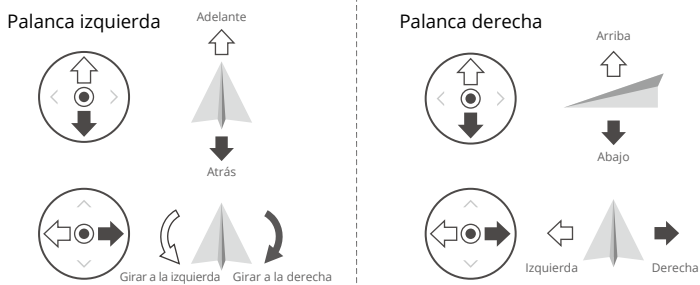 Palanca izquierda
Adelante
Atrás
Girar a la izquierda
Girar a la derecha
Palanca derecha
Arriba
Abajo
Izquierda
Derecha